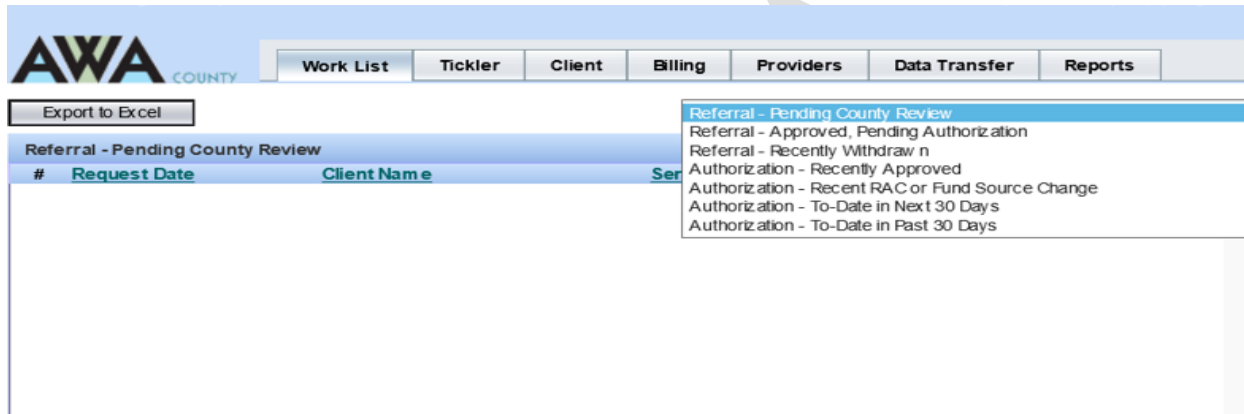 AWA COUNTY
Work List Tickler Client Billing Providers Data Transfer Reports
Export to Excel
Referral - Pending County Review
# Request Date Client Name
Referral - Pending County Review
Referral - Approved, Pending Authorization
Referral - Recently Withdrawn
Authorization - Recently Approved
Authorization - Recent RAC or Fund Source Change
Authorization - To-Date in Next 30 Days
Authorization - To-Date in Past 30 Days